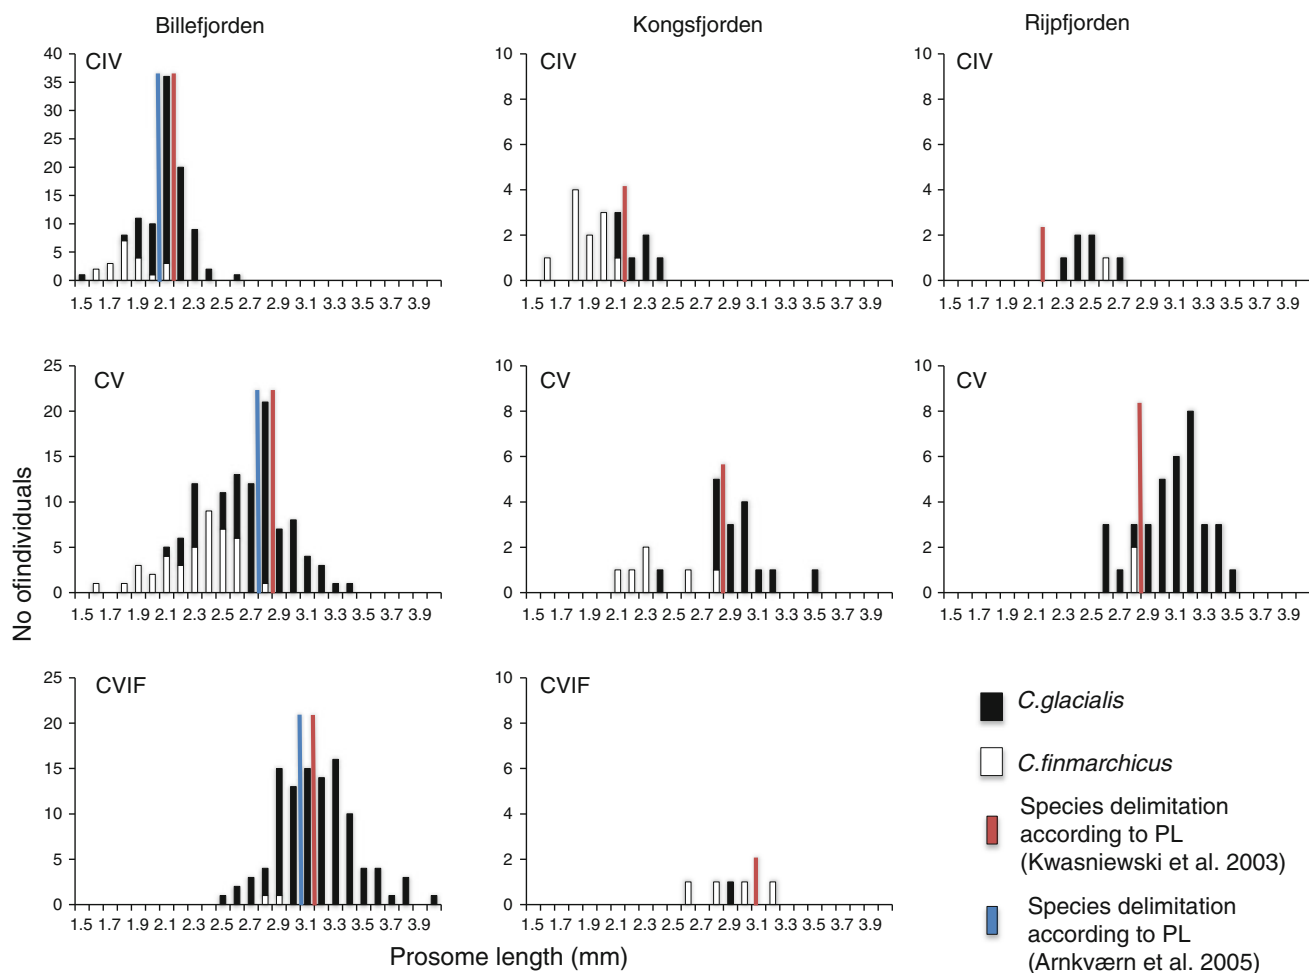 Billefjorden Kongsfjorden Rijpfjorden
40 35 30 25 20 15 10 5 0
CIV
1.5 1.7 1.9 2.1 2.3 2.5 2.7 2.9 3.1 3.3 3.5 3.7 3.9
10 8 6 4 2 0
CIV
1.5 1.7 1.9 2.1 2.3 2.5 2.7 2.9 3.1 3.3 3.5 3.7 3.9
10 8 6 4 2 0
CIV
1.5 1.7 1.9 2.1 2.3 2.5 2.7 2.9 3.1 3.3 3.5 3.7 3.9
No ofindividuals
25 20 15 10 5 0
CV
1.5 1.7 1.9 2.1 2.3 2.5 2.7 2.9 3.1 3.3 3.5 3.7 3.9
10 8 6 4 2 0
CV
1.5 1.7 1.9 2.1 2.3 2.5 2.7 2.9 3.1 3.3 3.5 3.7 3.9
10 8 6 4 2 0
CV
1.5 1.7 1.9 2.1 2.3 2.5 2.7 2.9 3.1 3.3 3.5 3.7 3.9
25 20 15 10 5 0
CVIF
1.5 1.7 1.9 2.1 2.3 2.5 2.7 2.9 3.1 3.3 3.5 3.7 3.9
10 8 6 4 2 0
CVIF
1.5 1.7 1.9 2.1 2.3 2.5 2.7 2.9 3.1 3.3 3.5 3.7 3.9
Prosome length (mm)
C.glacialis
C.finmarchicus
Species delimitation
according to PL
(Kwasniewski et al. 2003)
Species delimitation
according to PL
(Arnkværn et al. 2005)